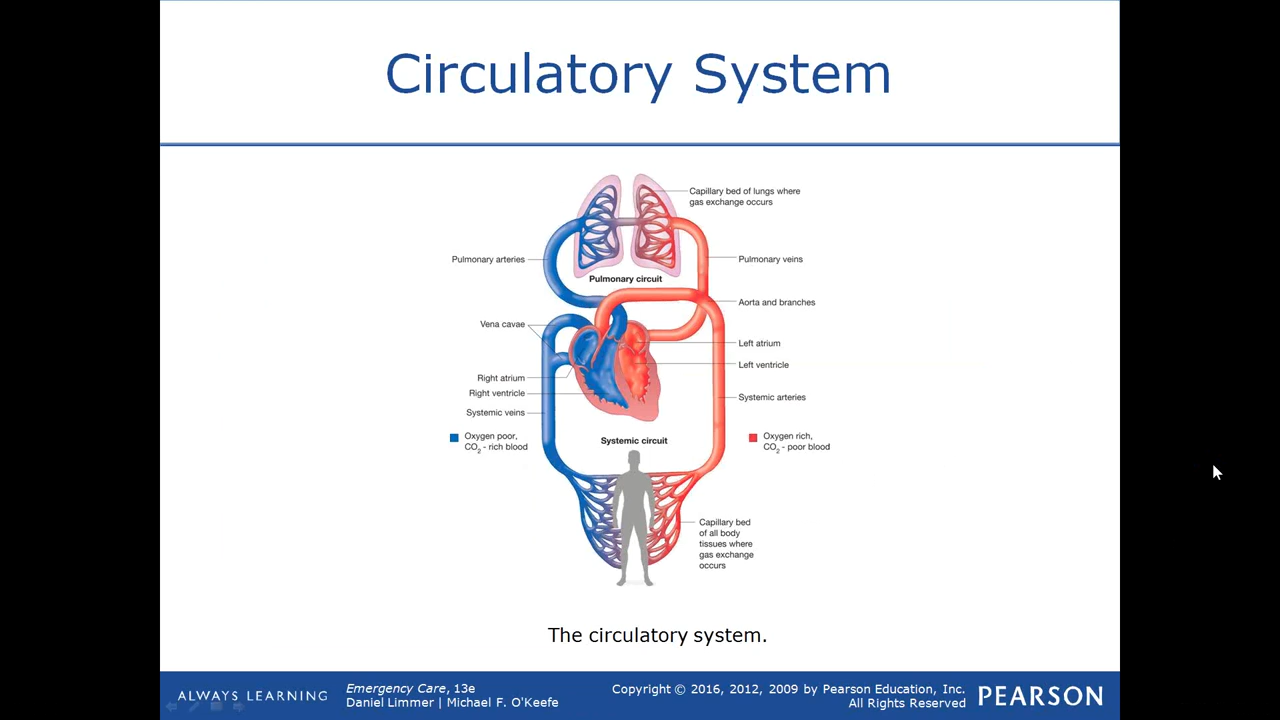 Circulatory System
Capillary bed of lungs where
gas exchange occurs
Pulmonary arteries
Pulmonary veins
Pulmonary circuit
Aorta and branches
Vena cavae
Left atrium
Left ventricle
Right atrium
Right ventricle
Systemic arteries
Systemic veins
Oxygen poor,
CO₂ - rich blood
Systemic circuit
Oxygen rich,
CO₂ - poor blood
Capillary bed
of all body
tissues where
gas exchange
occurs
The circulatory system.
ALWAYS LEARNING
Emergency Care, 13e
Daniel Limmer | Michael F. O'Keefe
Copyright © 2016, 2012, 2009 by Pearson Education, Inc.
All Rights Reserved
PEARSON